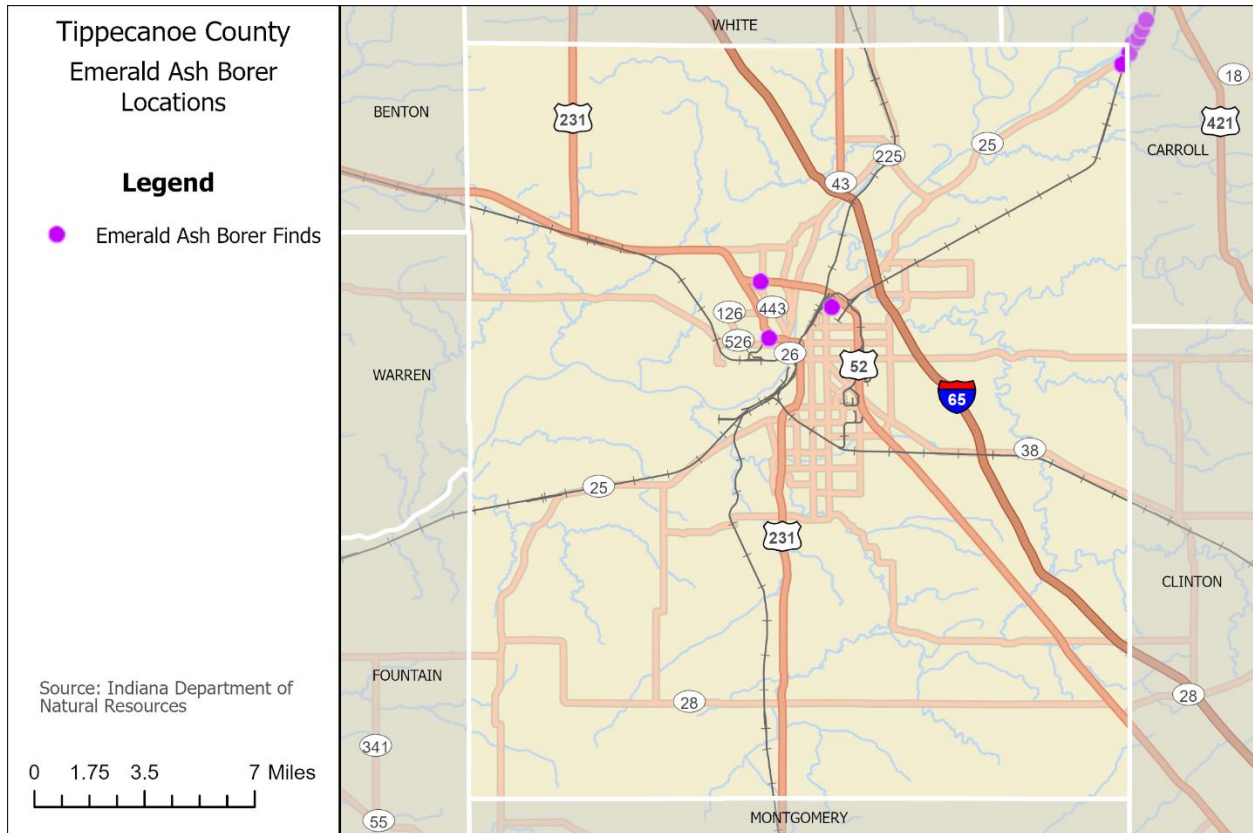 Tippecanoe County
Emerald Ash Borer
Locations
Legend
Emerald Ash Borer Finds
Source: Indiana Department of
Natural Resources
0 1.75 3.5 7 Miles
WHITE
BENTON
231
18
421
CARROLL
25
225
43
126
443
526
26
52
WARREN
65
38
25
231
CLINTON
FOUNTAIN
28
28
341
55
MONTGOMERY